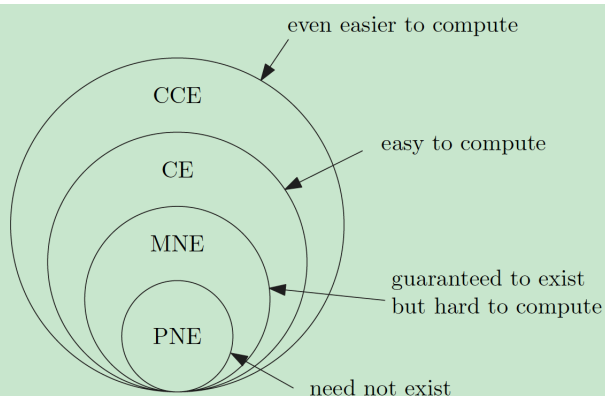 even easier to compute
CCE
easy to compute
CE
MNE
guaranteed to exist
but hard to compute
PNE
need not exist